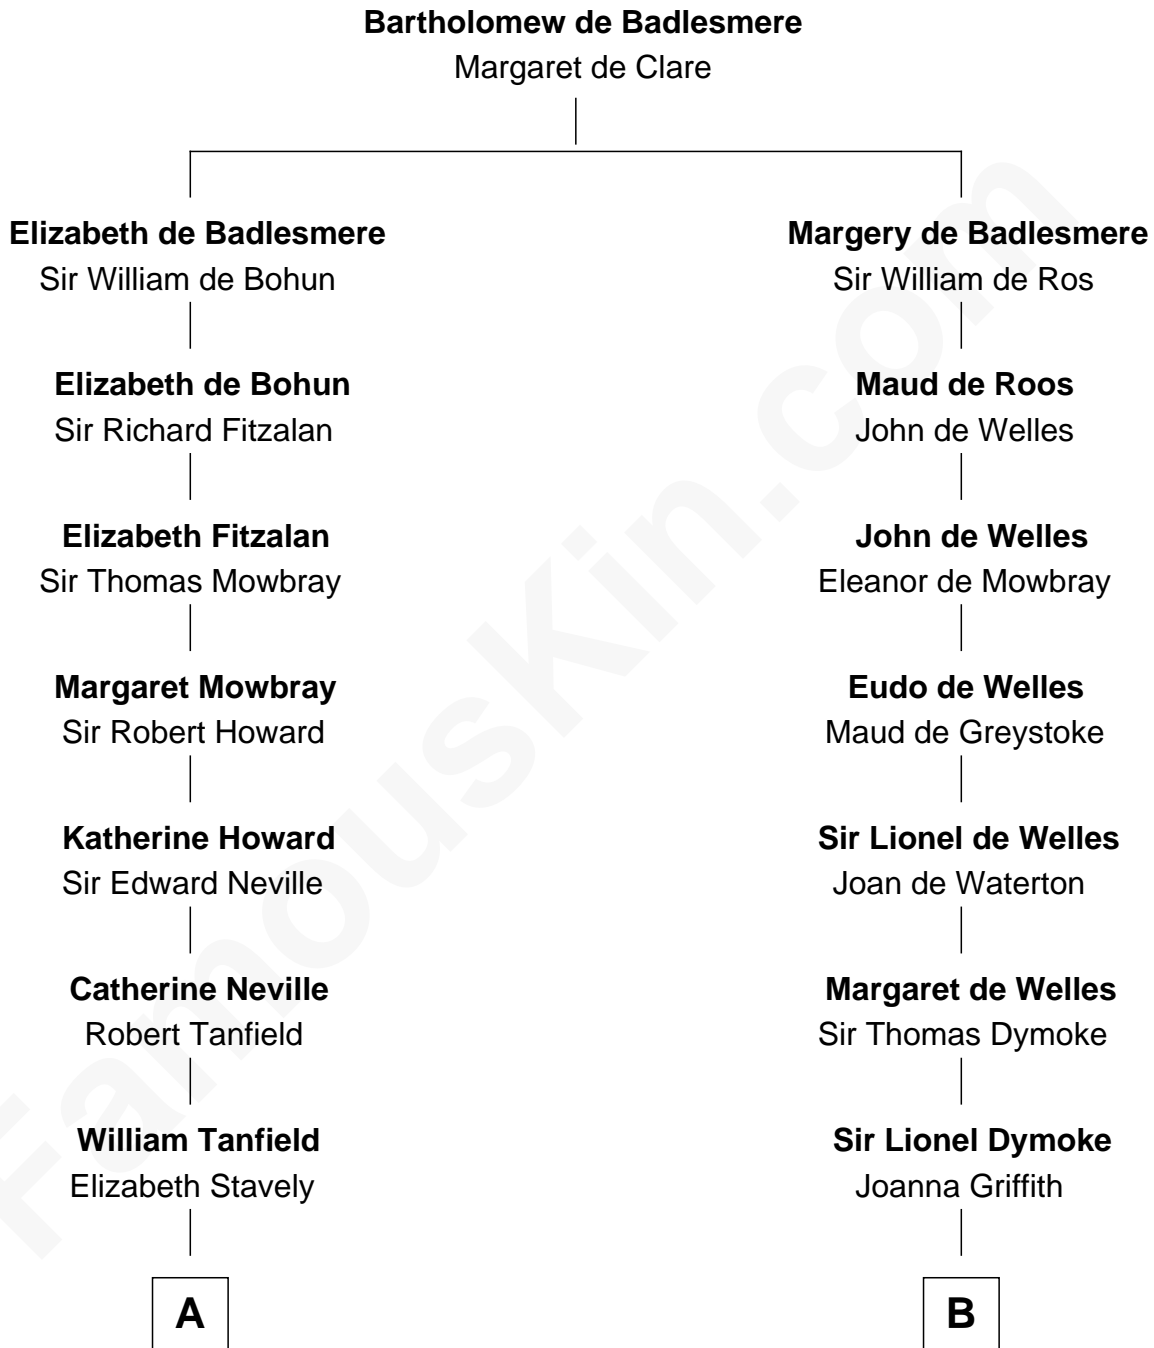 Bartholomew de Badlesmere
Margaret de Clare
Elizabeth de Badlesmere
Sir William de Bohun
Margery de Badlesmere
Sir William de Ros
Elizabeth de Bohun
Sir Richard Fitzalan
Maud de Roos
John de Welles
Elizabeth Fitzalan
Sir Thomas Mowbray
John de Welles
Eleanor de Mowbray
Margaret Mowbray
Sir Robert Howard
Eudo de Welles
Maud de Greystoke
Katherine Howard
Sir Edward Neville
Sir Lionel de Welles
Joan de Waterton
Catherine Neville
Robert Tanfield
Margaret de Welles
Sir Thomas Dymoke
William Tanfield
Elizabeth Stavely
Sir Lionel Dymoke
Joanna Griffith
A
B
FamousKin.com